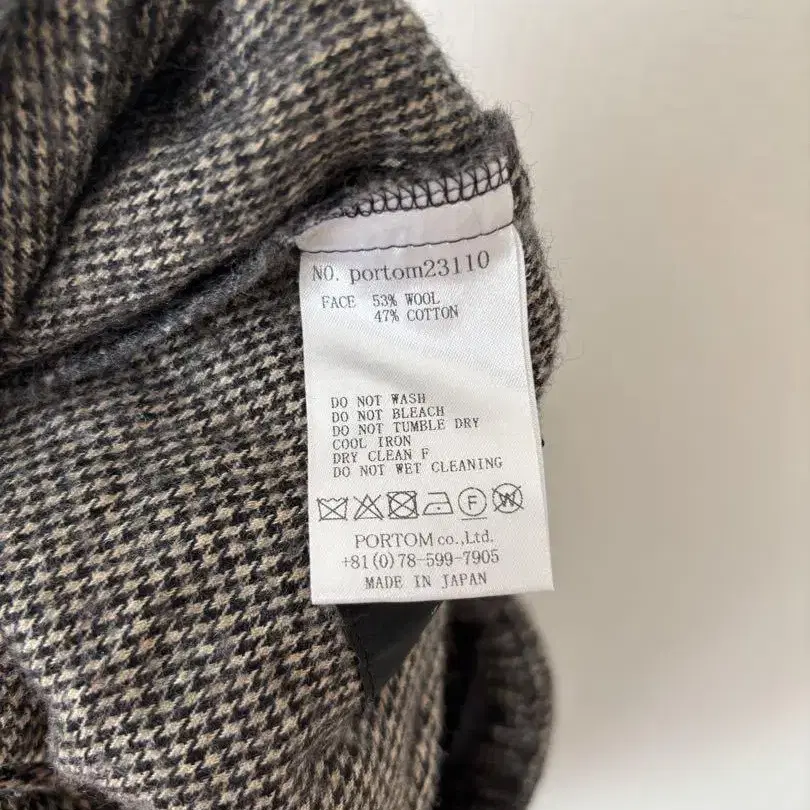 NO. portom23110
FACE 53% WOOL
47% COTTON
DO NOT WASH
DO NOT BLEACH
DO NOT TUMBLE DRY
COOL IRON
DRY CLEAN F
DO NOT WET CLEANING
F W
PORTOM co., Ltd.
+81(0)78-599-7905
MADE IN JAPAN